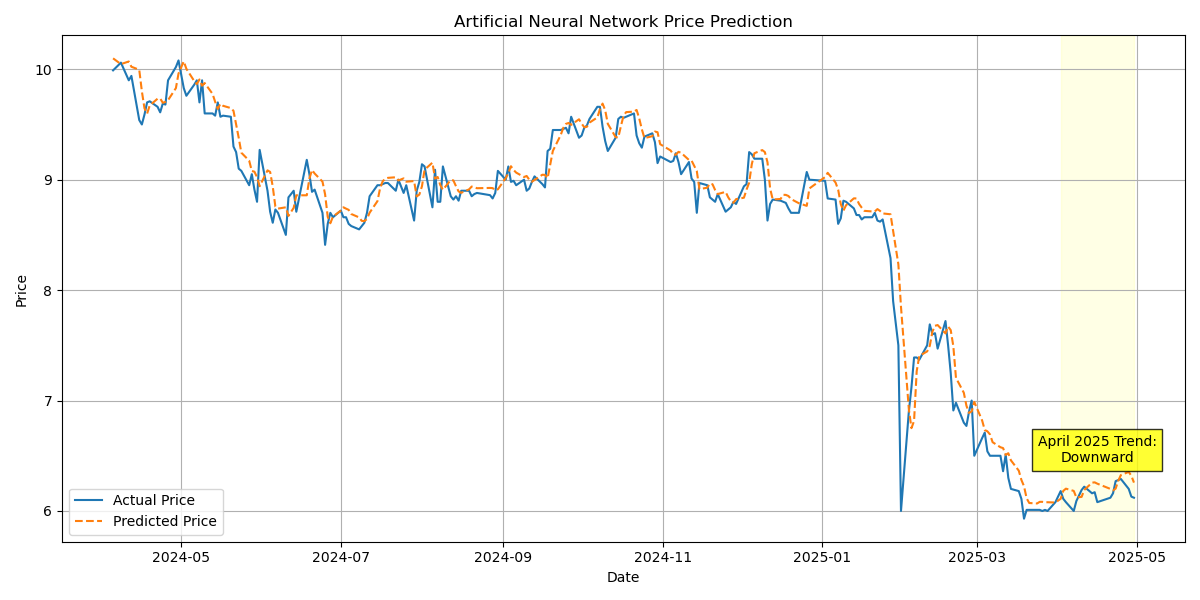 Artificial Neural Network Price Prediction
Price
10
9
8
7
6
April 2025 Trend:
Downward
Actual Price
Predicted Price
2024-05
2024-07
2024-09
2024-11
2025-01
2025-03
2025-05
Date